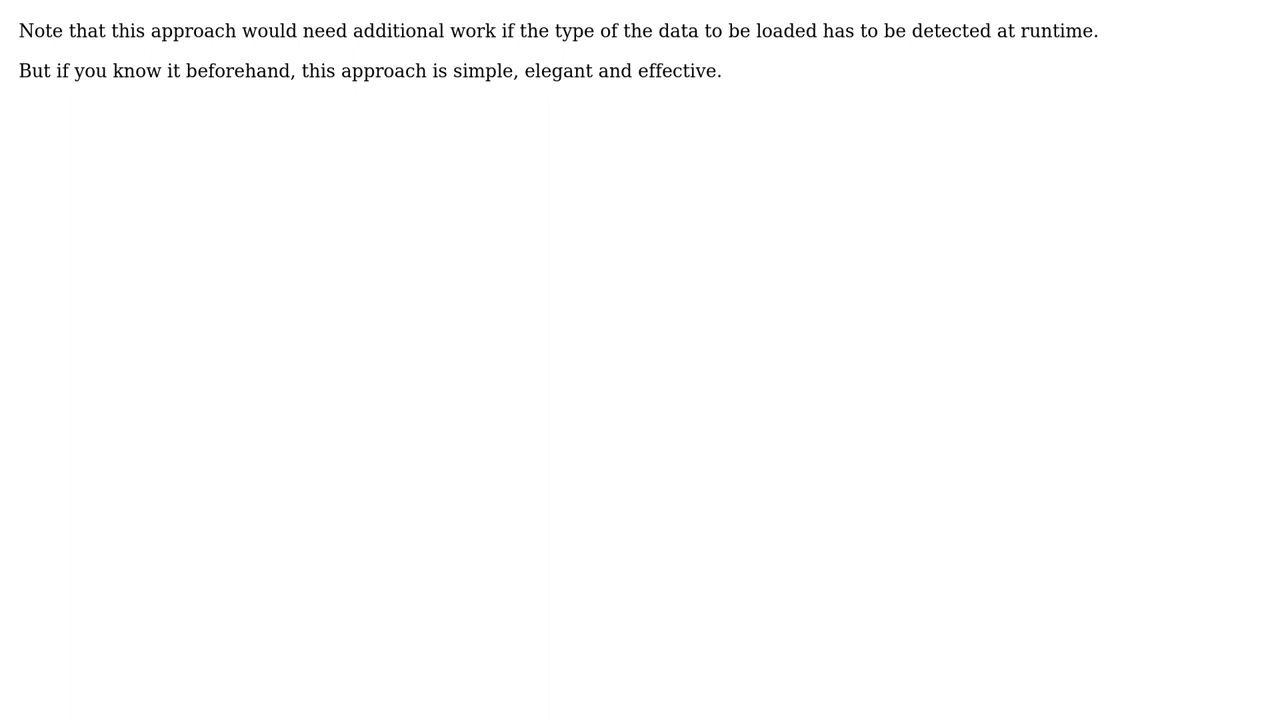 Note that this approach would need additional work if the type of the data to be loaded has to be detected at runtime.
But if you know it beforehand, this approach is simple, elegant and effective.